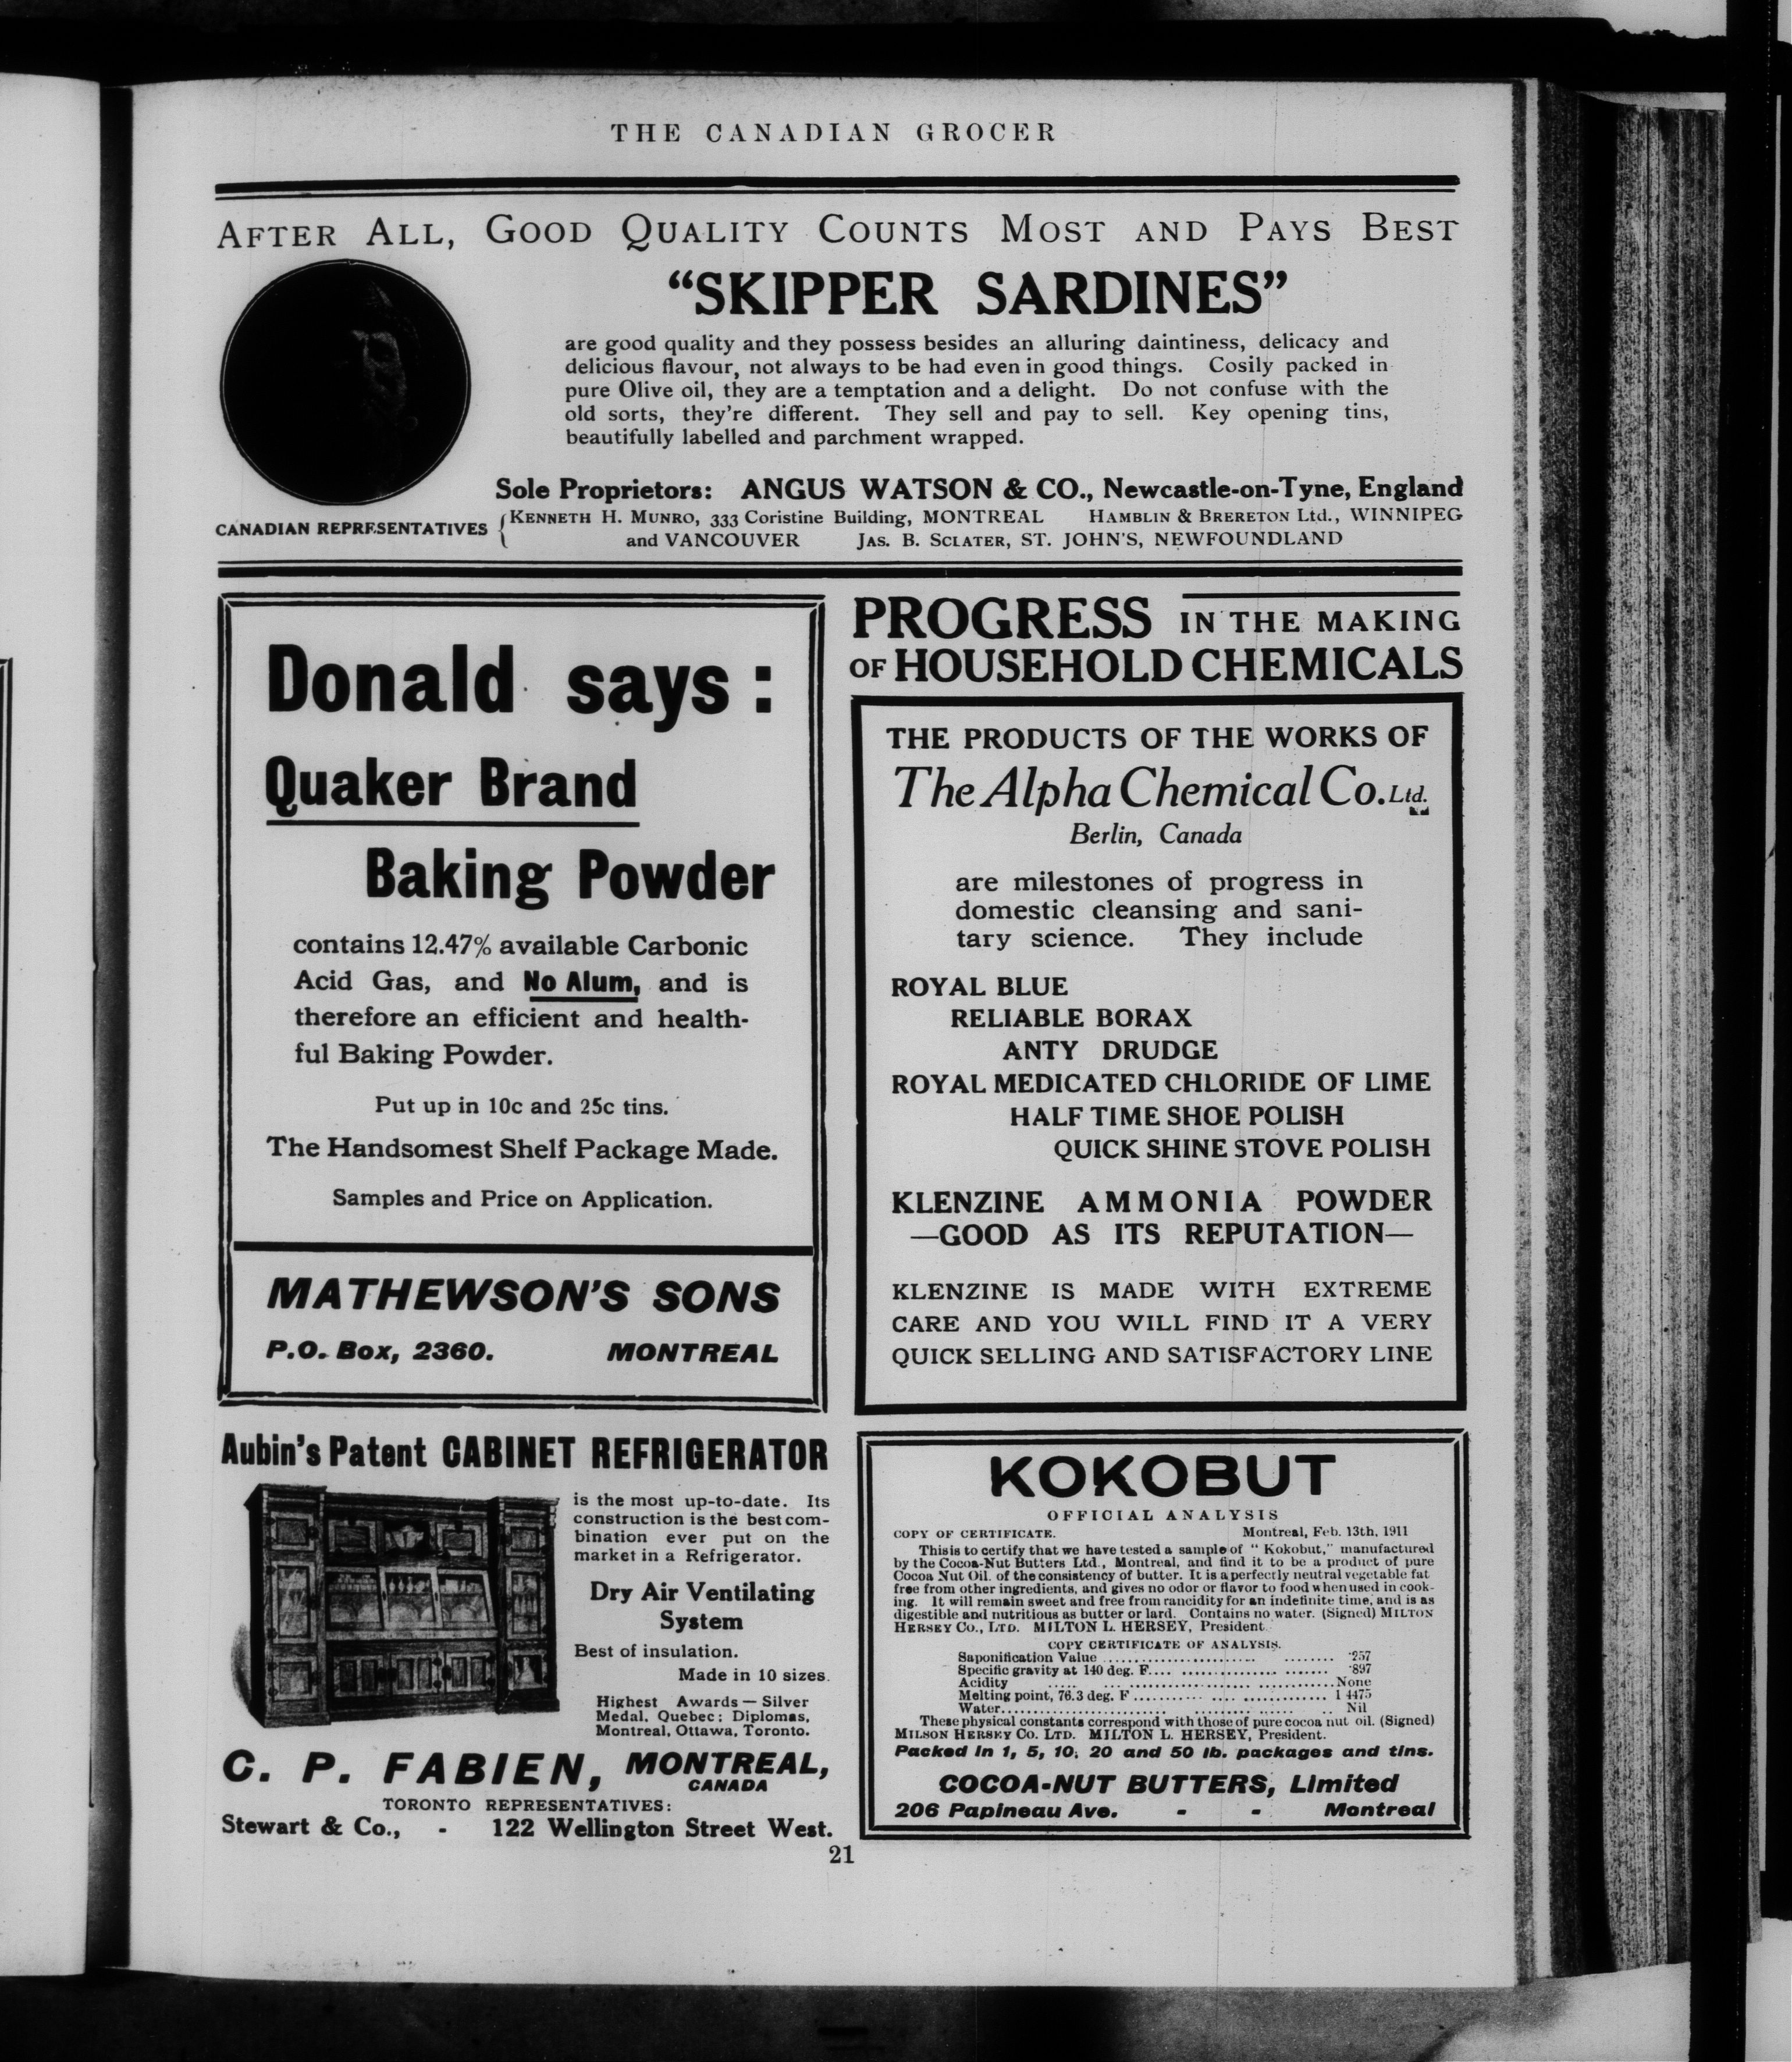 THE CANADIAN GROCER
AFTER ALL, GOOD QUALITY COUNTS MOST AND PAYS BEST
“SKIPPER SARDINES”
are good quality and they possess besides an alluring daintiness, delicacy and
delicious flavour, not always to be had even in good things. Cosily packed in
pure Olive oil, they are a temptation and a delight. Do not confuse with the
old sorts, they're different. They sell and pay to sell. Key opening tins,
beautifully labelled and parchment wrapped.
Sole Proprietors: ANGUS WATSON & CO., Newcastle-on-Tyne, England
CANADIAN REPRESENTATIVES { KENNETH H. MUNRO, 333 Coristine Building, MONTREAL HAMBLIN & BRERETON Ltd., WINNIPEG
and VANCOUVER JAS. B. SCLATER, ST. JOHN'S, NEWFOUNDLAND
Donald says:
Quaker Brand
Baking Powder
contains 12.47% available Carbonic
Acid Gas, and No Alum, and is
therefore an efficient and health-
ful Baking Powder.
Put up in 10c and 25c tins.
The Handsomest Shelf Package Made.
Samples and Price on Application.
MATHEWSON'S SONS
P.O. Box, 2360. MONTREAL
PROGRESS IN THE MAKING
OF HOUSEHOLD CHEMICALS
THE PRODUCTS OF THE WORKS OF
The Alpha Chemical Co. Ltd.
Berlin, Canada
are milestones of progress in
domestic cleansing and sani-
tary science. They include
ROYAL BLUE
RELIABLE BORAX
ANTY DRUDGE
ROYAL MEDICATED CHLORIDE OF LIME
HALF TIME SHOE POLISH
QUICK SHINE STOVE POLISH
KLENZINE AMMONIA POWDER
—GOOD AS ITS REPUTATION—
KLENZINE IS MADE WITH EXTREME
CARE AND YOU WILL FIND IT A VERY
QUICK SELLING AND SATISFACTORY LINE
Aubin's Patent CABINET REFRIGERATOR
is the most up-to-date. Its
construction is the best com-
bination ever put on the
market in a Refrigerator.
Dry Air Ventilating
System
Best of insulation.
Made in 10 sizes.
Highest Awards — Silver
Medal, Quebec; Diplomas,
Montreal, Ottawa, Toronto.
C. P. FABIEN, MONTREAL,
CANADA
TORONTO REPRESENTATIVES:
Stewart & Co., - 122 Wellington Street West.
KOKOBUT
OFFICIAL ANALYSIS
COPY OF CERTIFICATE. Montreal, Feb. 13th, 1911
This is to certify that we have tested a sample of “Kokobut,” manufactured
by the Cocoa-Nut Butters Ltd., Montreal, and find it to be a product of pure
Cocoa Nut Oil. of the consistency of butter. It is a perfectly neutral vegetable fat
free from other ingredients, and gives no odor or flavor to food when used in cook-
ing. It will remain sweet and free from rancidity for an indefinite time, and is as
digestible and nutritious as butter or lard. Contains no water. (Signed) MILTON
HERSEY CO., LTD. MILTON L. HERSEY, President
COPY CERTIFICATE OF ANALYSIS.
Saponification Value ........ ·257
Specific gravity at 140 deg. F.... ........ ·897
Acidity ........ None
Melting point, 76.3 deg. F ........ 1 4475
Water........ Nil
These physical constants correspond with those of pure cocoa nut oil. (Signed)
MILSON HERSEY CO. LTD. MILTON L. HERSEY, President.
Packed in 1, 5, 10, 20 and 50 lb. packages and tins.
COCOA-NUT BUTTERS, Limited
206 Papineau Ave. - - Montreal
21